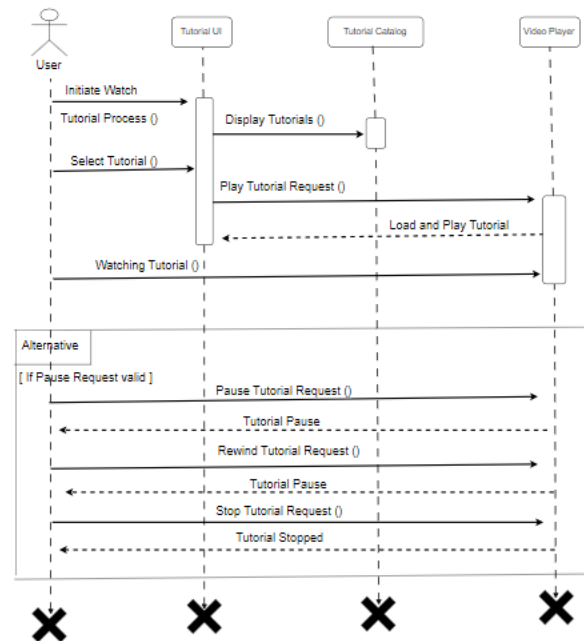 Tutorial UI
Tutorial Catalog
Video Player
User
Initiate Watch
Tutorial Process ()
Display Tutorials ()
Select Tutorial ()
Play Tutorial Request ()
Load and Play Tutorial
Watching Tutorial ()
Alternative
[ If Pause Request valid ]
Pause Tutorial Request ()
Tutorial Pause
Rewind Tutorial Request ()
Tutorial Pause
Stop Tutorial Request ()
Tutorial Stopped